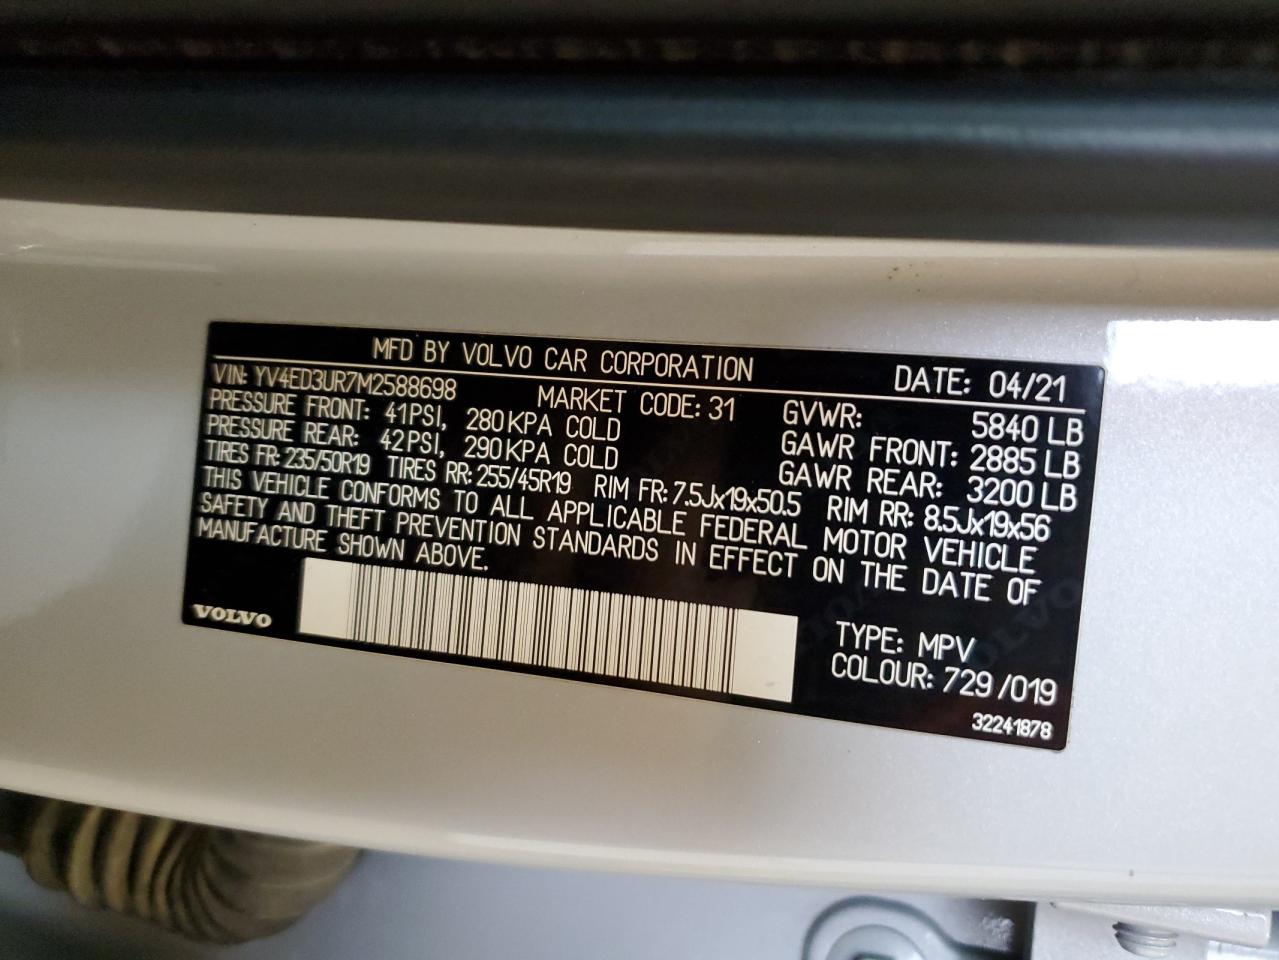 MFD BY VOLVO CAR CORPORATION DATE: 04/21
VIN: YV4ED3UR7M2588698 MARKET CODE: 31 GVWR: 5840 LB
PRESSURE FRONT: 41PSI, 280KPA COLD GAWR FRONT: 2885 LB
PRESSURE REAR: 42PSI, 290KPA COLD GAWR REAR: 3200 LB
TIRES FR: 235/50R19 TIRES RR: 255/45R19 RIM FR: 7.5Jx19x50.5 RIM RR: 8.5Jx19x56
THIS VEHICLE CONFORMS TO ALL APPLICABLE FEDERAL MOTOR VEHICLE
SAFETY AND THEFT PREVENTION STANDARDS IN EFFECT ON THE DATE OF
MANUFACTURE SHOWN ABOVE.
VOLVO
TYPE: MPV
COLOUR: 729 /019
32241878